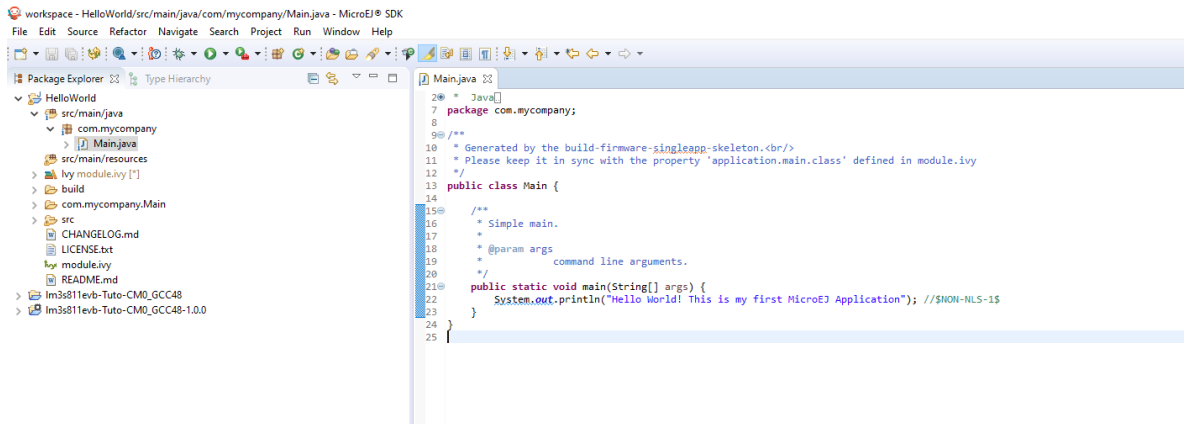 workspace - HelloWorld/src/main/java/com/mycompany/Main.java - MicroEJ® SDK
File Edit Source Refactor Navigate Search Project Run Window Help
Package Explorer Type Hierarchy
HelloWorld
src/main/java
com.mycompany
Main.java
src/main/resources
Ivy module.ivy [*]
build
com.mycompany.Main
src
CHANGELOG.md
LICENSE.txt
module.ivy
README.md
lm3s811evb-Tuto-CM0_GCC48
lm3s811evb-Tuto-CM0_GCC48-1.0.0
Main.java
2 * Java
7 package com.mycompany;
8
9 /**
10 * Generated by the build-firmware-singleapp-skeleton.<br/>
11 * Please keep it in sync with the property 'application.main.class' defined in module.ivy
12 */
13 public class Main {
14
15 /**
16 * Simple main.
17 *
18 * @param args
19 * command line arguments.
20 */
21 public static void main(String[] args) {
22 System.out.println("Hello World! This is my first MicroEJ Application"); //$NON-NLS-1$
23 }
24 }
25